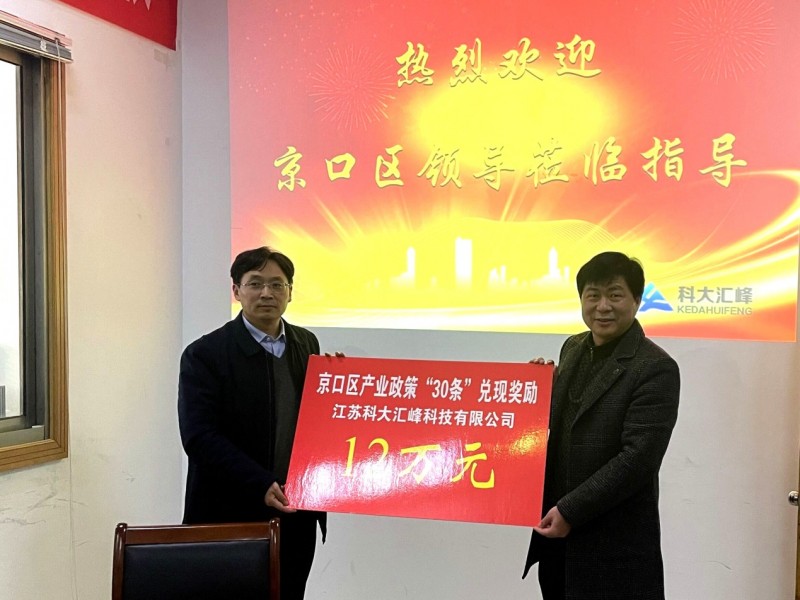 热烈欢迎
京口区领导莅临指导
科大汇峰
KEDAHUIFENG
京口区产业政策“30条”兑现奖励
江苏科大汇峰科技有限公司
12万元